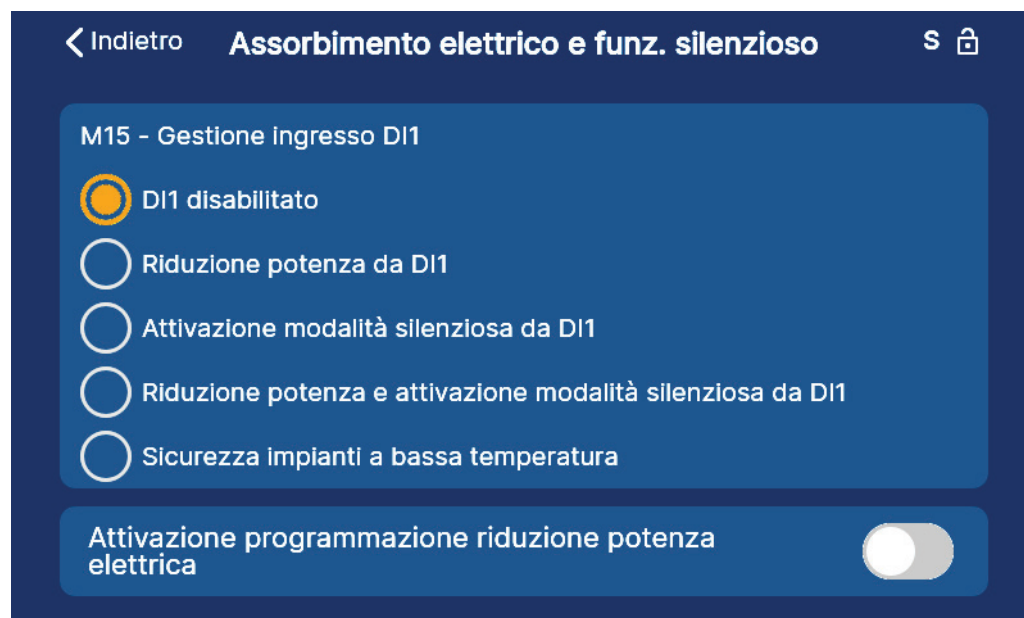 Indietro Assorbimento elettrico e funz. silenzioso S
M15 - Gestione ingresso DI1
DI1 disabilitato
Riduzione potenza da DI1
Attivazione modalità silenziosa da DI1
Riduzione potenza e attivazione modalità silenziosa da DI1
Sicurezza impianti a bassa temperatura
Attivazione programmazione riduzione potenza
elettrica